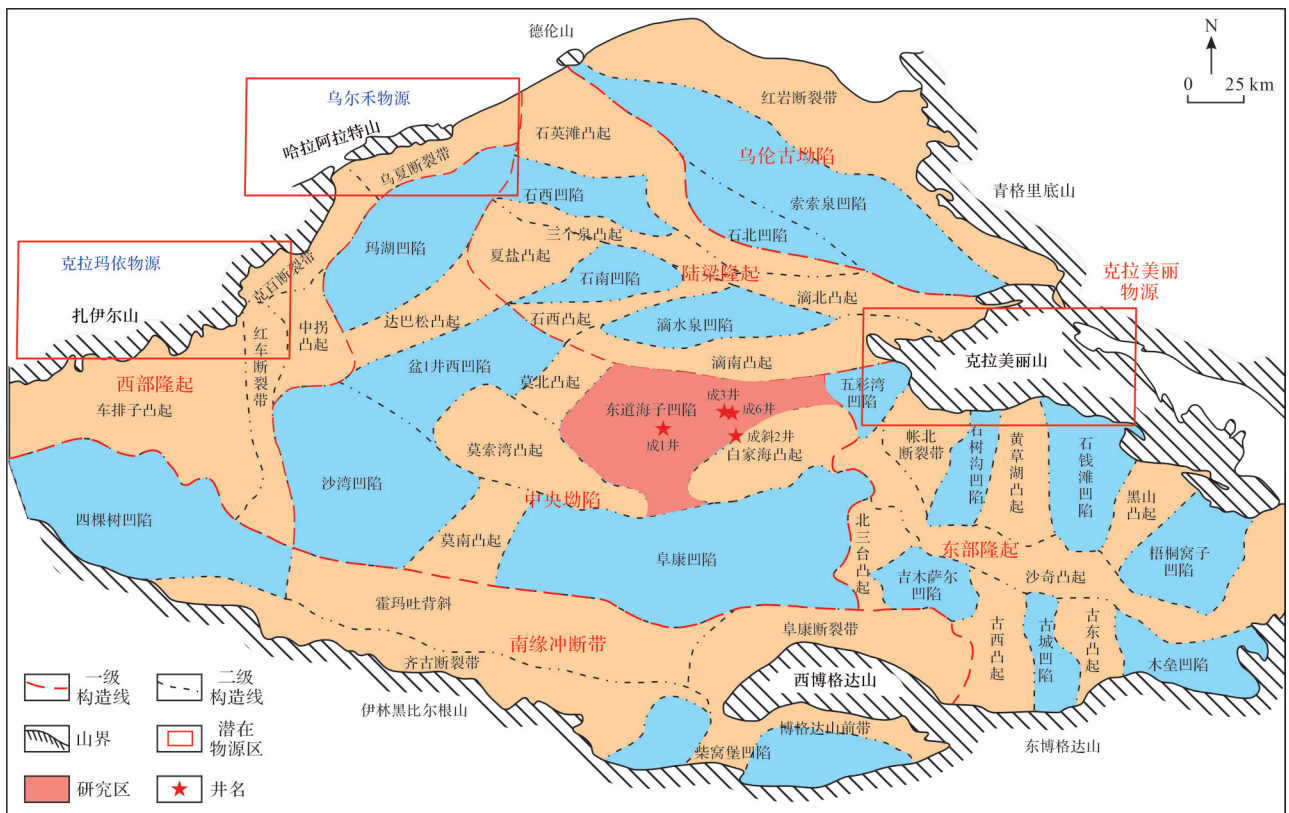 德伦山
N
0 25 km
乌尔禾物源
哈拉阿拉特山
乌夏断裂带
石英滩凸起
红岩断裂带
乌伦古坳陷
青格里底山
石西凹陷
索索泉凹陷
玛湖凹陷
三个泉凸起
石北凹陷
克拉玛依物源
克百断裂带
夏盐凸起
石南凹陷
陆梁隆起
滴北凸起
克拉美丽
物源
扎伊尔山
红车断裂带
中拐
凸起
达巴松凸起
石西凸起
滴水泉凹陷
克拉美丽山
盆1井西凹陷
莫北凸起
滴南凸起
西部隆起
车排子凸起
五彩湾
凹陷
东道海子凹陷
成3井
成6井
成1井
成斜2井
白家海凸起
帐北
断裂带
石树沟凹陷
黄草湖凸起
石钱滩凹陷
黑山
凸起
莫索湾凸起
沙湾凹陷
中央坳陷
四棵树凹陷
莫南凸起
阜康凹陷
北三台凸起
东部隆起
梧桐窝子
凹陷
吉木萨尔
凹陷
沙奇凸起
霍玛吐背斜
南缘冲断带
阜康断裂带
古西凸起
古城凹陷
古东凸起
木垒凹陷
齐古断裂带
西博格达山
伊林黑比尔根山
博格达山前带
柴窝堡凹陷
东博格达山
一级
构造线
二级
构造线
山界
潜在
物源区
研究区
井名